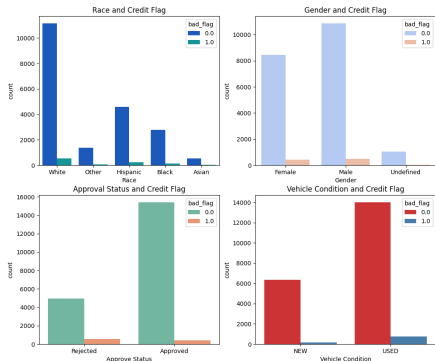 Race and Credit Flag
bad_flag
0.0
1.0
10000
8000
6000
4000
2000
0
count
White Other Hispanic Black Asian
Race
Gender and Credit Flag
bad_flag
0.0
1.0
10000
8000
6000
4000
2000
0
count
Female Male Undefined
Gender
Approval Status and Credit Flag
bad_flag
0.0
1.0
16000
14000
12000
10000
8000
6000
4000
2000
0
count
Rejected Approved
Approve Status
Vehicle Condition and Credit Flag
bad_flag
0.0
1.0
14000
12000
10000
8000
6000
4000
2000
0
count
NEW USED
Vehicle Condition